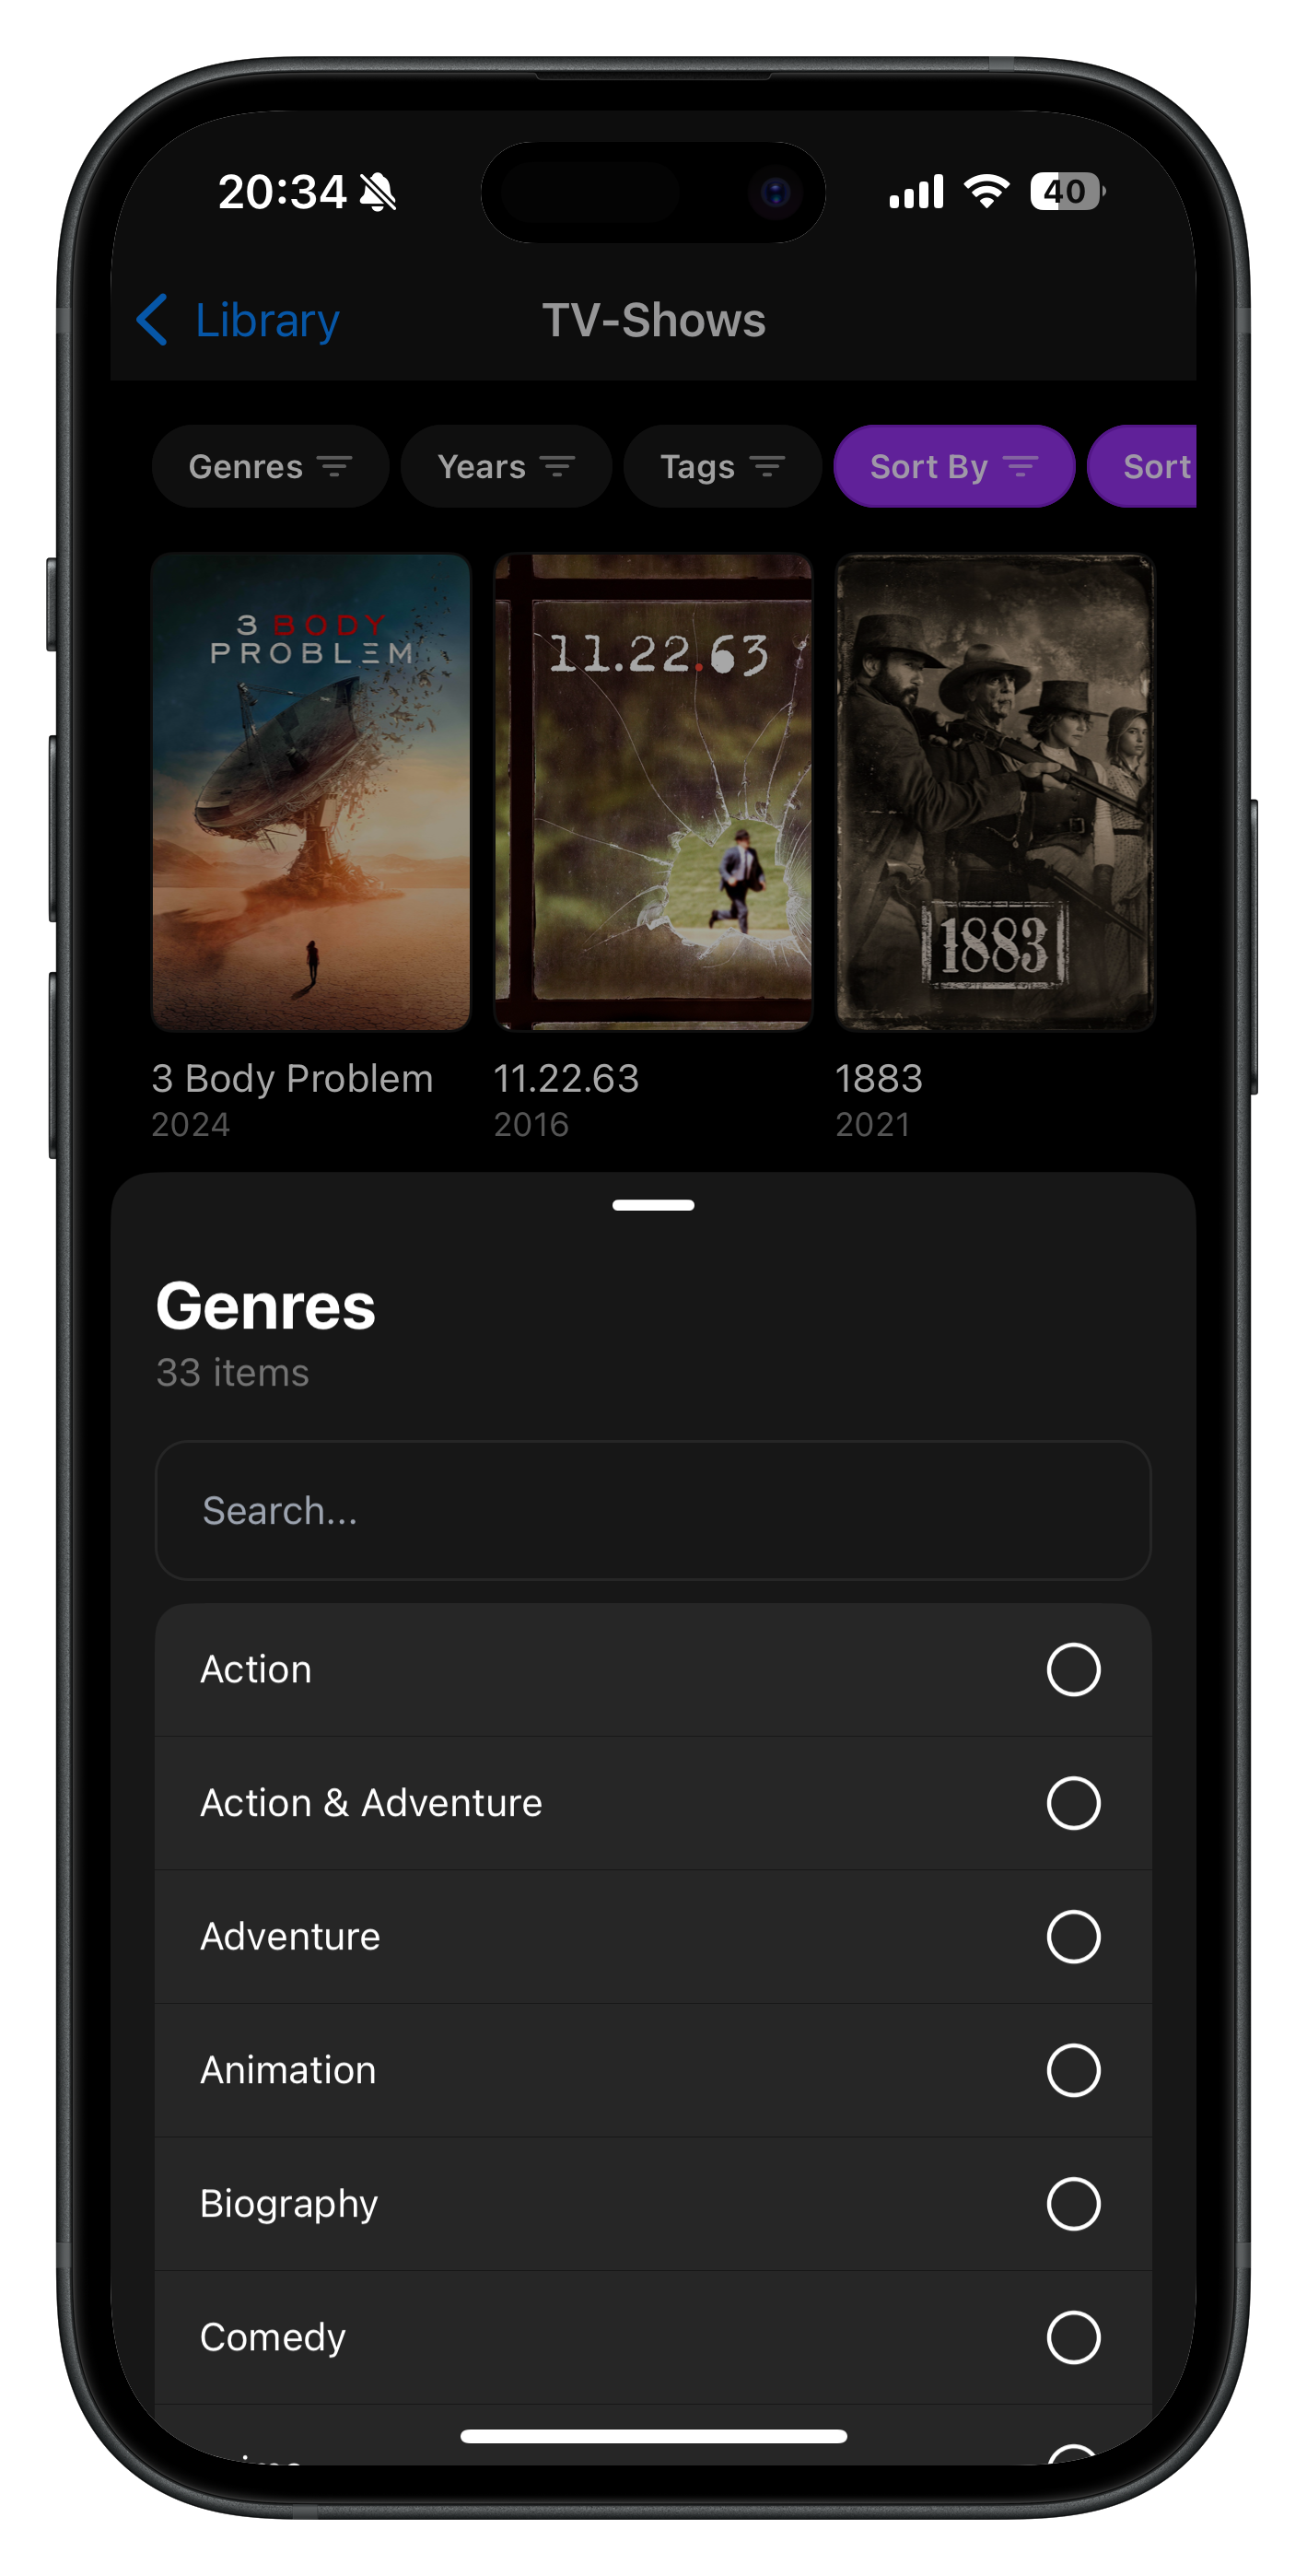 20:34
40
Library
TV-Shows
Genres
Years
Tags
Sort By
Sort
3 BODY
PROBLEM
11.22.63
1883
3 Body Problem
11.22.63
1883
2024
2016
2021
Genres
33 items
Search...
Action
Action & Adventure
Adventure
Animation
Biography
Comedy